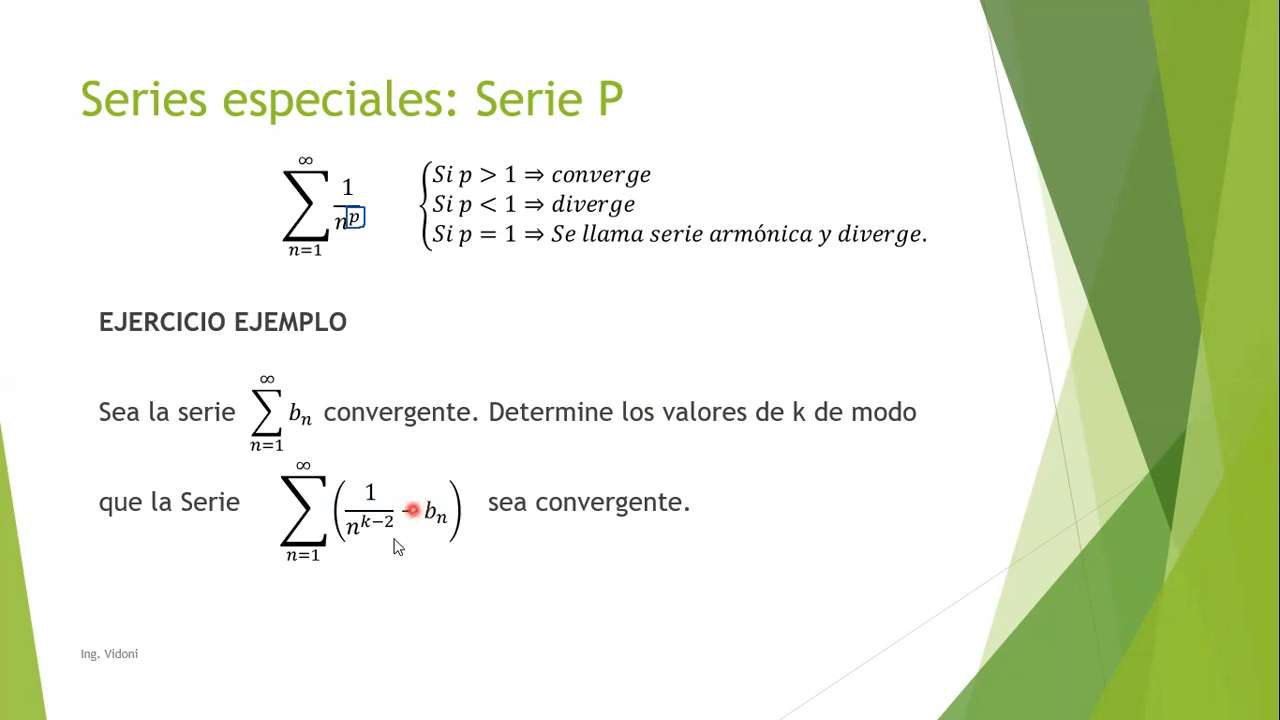 Series especiales: Serie P
∞ ∑ n=1 1/n^p { Si p > 1 ⇒ converge
Si p < 1 ⇒ diverge
Si p = 1 ⇒ Se llama serie armónica y diverge.
EJERCICIO EJEMPLO
Sea la serie ∞ ∑ n=1 bₙ convergente. Determine los valores de k de modo
que la Serie ∞ ∑ n=1 (1/n^(k−2) − bₙ) sea convergente.
Ing. Vidoni